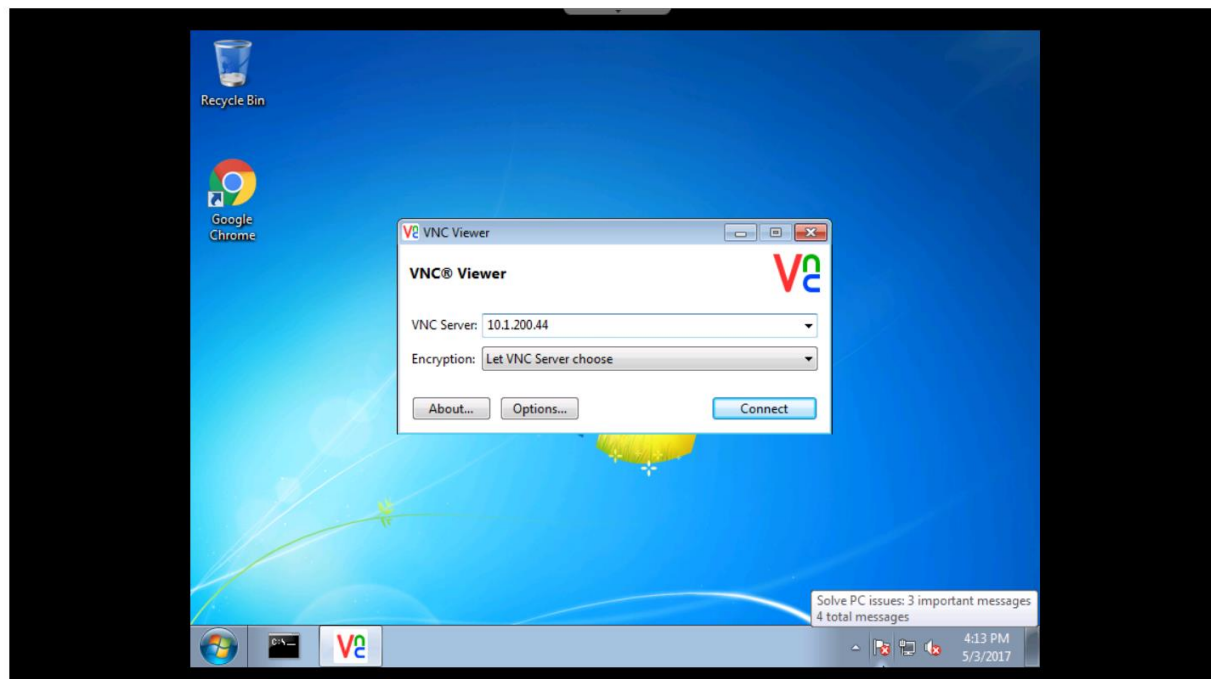 Recycle Bin
Google
Chrome
VNC Viewer
VNC® Viewer
VNC Server: 10.1.200.44
Encryption: Let VNC Server choose
About... Options... Connect
Solve PC issues: 3 important messages
4 total messages
C:\_
4:13 PM
5/3/2017